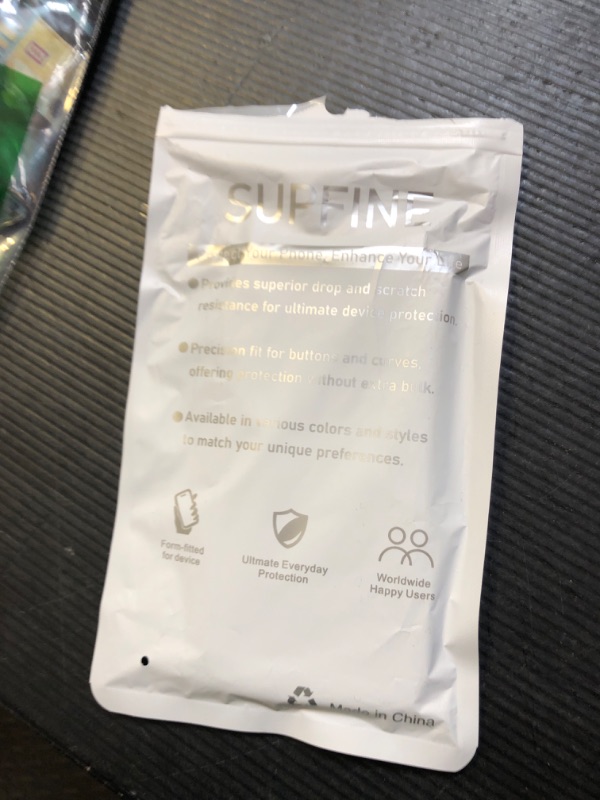 SUPFINE
Your Phone, Enhance Your
Provides superior drop and scratch
resistance for ultimate device protection.
Precision fit for buttons and curves,
offering protection without extra bulk.
Available in various colors and styles
to match your unique preferences.
Form-fitted
for device
Ultmate Everyday
Protection
Worldwide
Happy Users
Made in China